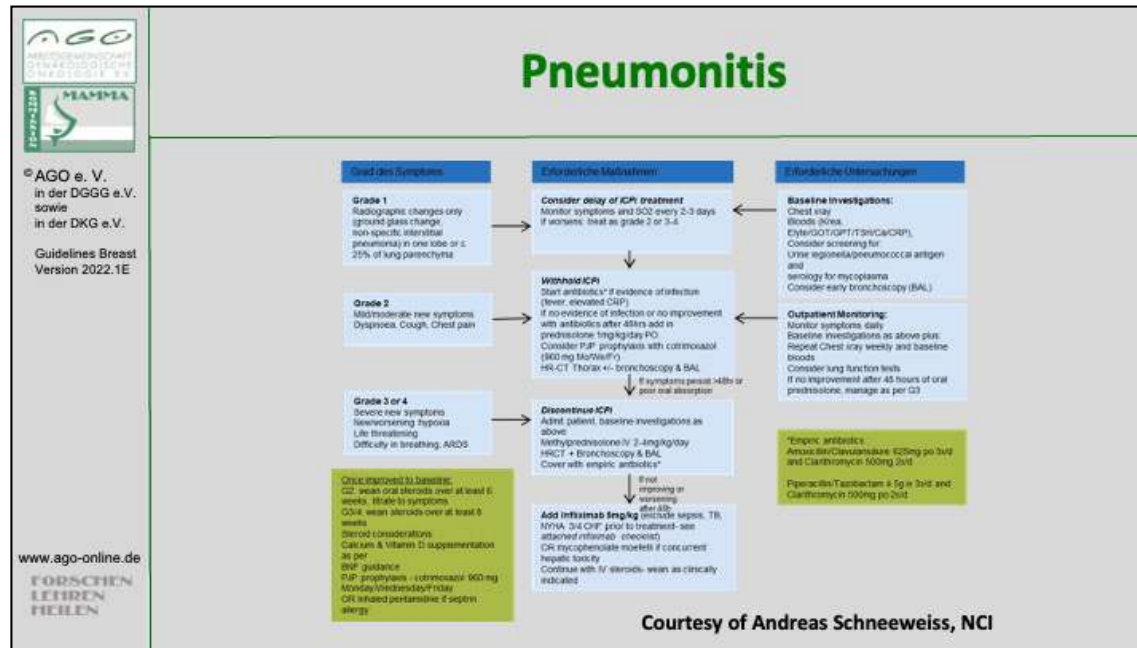 AGO
ARBEITSGEMEINSCHAFT
GYNÄKOLOGISCHE
ONKOLOGIE E.V.
MAMMA
© AGO e. V.
in der DGGG e.V.
sowie
in der DKG e.V.
Guidelines Breast
Version 2022.1E
www.ago-online.de
FORSCHEN
LEHREN
HEILEN
Pneumonitis
Grad des Symptoms
Grade 1
Radiographic changes only
(ground glass change,
non-specific interstitial
pneumonia) in one lobe or ≤
25% of lung parenchyma
Grade 2
Mild/moderate new symptoms
Dyspnoea, Cough, Chest pain
Grade 3 or 4
Severe new symptoms
New/worsening hypoxia
Life threatening
Difficulty in breathing, ARDS
Once improved to baseline:
G2: wean oral steroids over at least 6
weeks, titrate to symptoms
G3/4: wean steroids over at least 8
weeks
Steroid considerations
Calcium & Vitamin D supplementation
as per
BNF guidance
PJP prophylaxis - cotrimoxazol 960 mg
Monday/Wednesday/Friday
OR inhaled pentamidine if septrin
allergy
Erforderliche Maßnahmen
Consider delay of ICPi treatment
Monitor symptoms and SO2 every 2-3 days
if worsens: treat as grade 2 or 3-4
Withhold ICPI
Start antibiotics* if evidence of infection
(fever, elevated CRP)
If no evidence of infection or no improvement
with antibiotics after 48hrs add in
prednisolone 1mg/kg/day PO
Consider PJP prophylaxis with cotrimoxazol
(960 mg Mo/We/Fr)
HR-CT Thorax +/- bronchoscopy & BAL
If symptoms persist >48hr or
poor oral absorption
Discontinue ICPI
Admit patient, baseline investigations as
above
Methylprednisolone IV 2-4mg/kg/day
HRCT + Bronchoscopy & BAL
Cover with empiric antibiotics*
If not
improving or
worsening
after 48h
Add Infliximab 5mg/kg (exclude sepsis, TB,
NYHA 3/4 CHF prior to treatment- see
attached infliximab checklist)
OR mycophenolate moefetil if concurrent
hepatic toxicity
Continue with IV steroids- wean as clinically
indicated
Erforderliche Untersuchungen
Baseline Investigations:
Chest xray
Bloods (Krea,
Elyte/GOT/GPT/TSH/Ca/CRP),
Consider screening for:
Urine legionella/pneumococcal antigen
and
serology for mycoplasma
Consider early bronchoscopy (BAL)
Outpatient Monitoring:
Monitor symptoms daily
Baseline investigations as above plus:
Repeat Chest xray weekly and baseline
bloods
Consider lung function tests
If no improvement after 48 hours of oral
prednisolone, manage as per G3
*Empiric antibiotics
Amoxicillin/Clavulansäure 625mg po 3x/d
and Clarithromycin 500mg 2x/d
Piperacillin/Tazobactam 4.5g iv 3x/d and
Clarithromycin 500mg po 2x/d
Courtesy of Andreas Schneeweiss, NCI